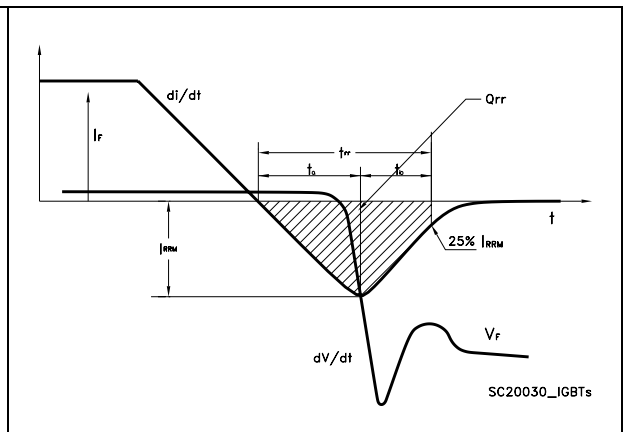 di/dt
Qrr
IF
trr
ta
tb
t
IRRM
25% IRRM
VF
dV/dt
SC20030_IGBTs